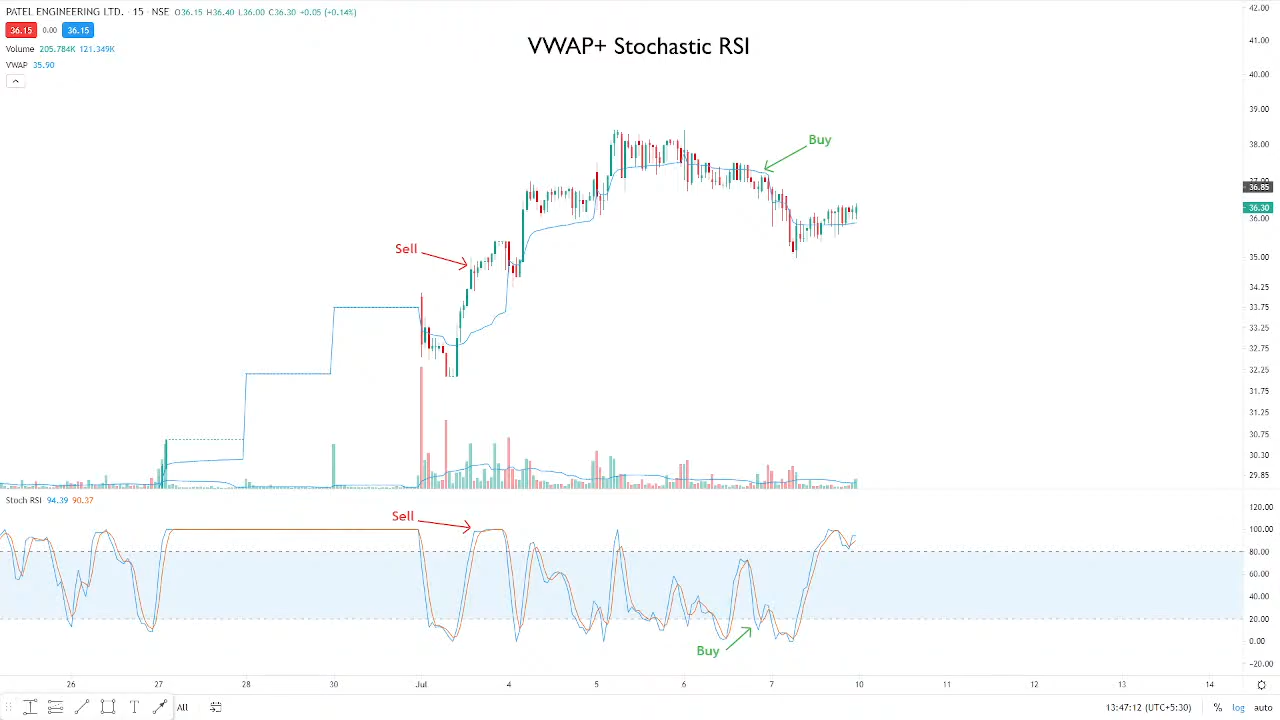 PATEL ENGINEERING LTD. · 15 · NSE O36.15 H36.40 L36.00 C36.30 +0.05 (+0.14%)
36.15 0.00 36.15
Volume 205.784K 121.349K
VWAP 35.90
VWAP+ Stochastic RSI
Buy
Sell
42.00
41.00
40.00
39.00
38.00
37.00
36.85
36.30
36.00
35.00
34.25
33.75
33.25
32.75
32.25
31.75
31.25
30.75
30.30
29.85
Stoch RSI 94.39 90.37
Sell
Buy
120.00
100.00
80.00
60.00
40.00
20.00
0.00
−20.00
26 27 28 30 Jul 4 5 6 7 10 11 12 13 14
T All 13:47:12 (UTC+5:30) % log auto